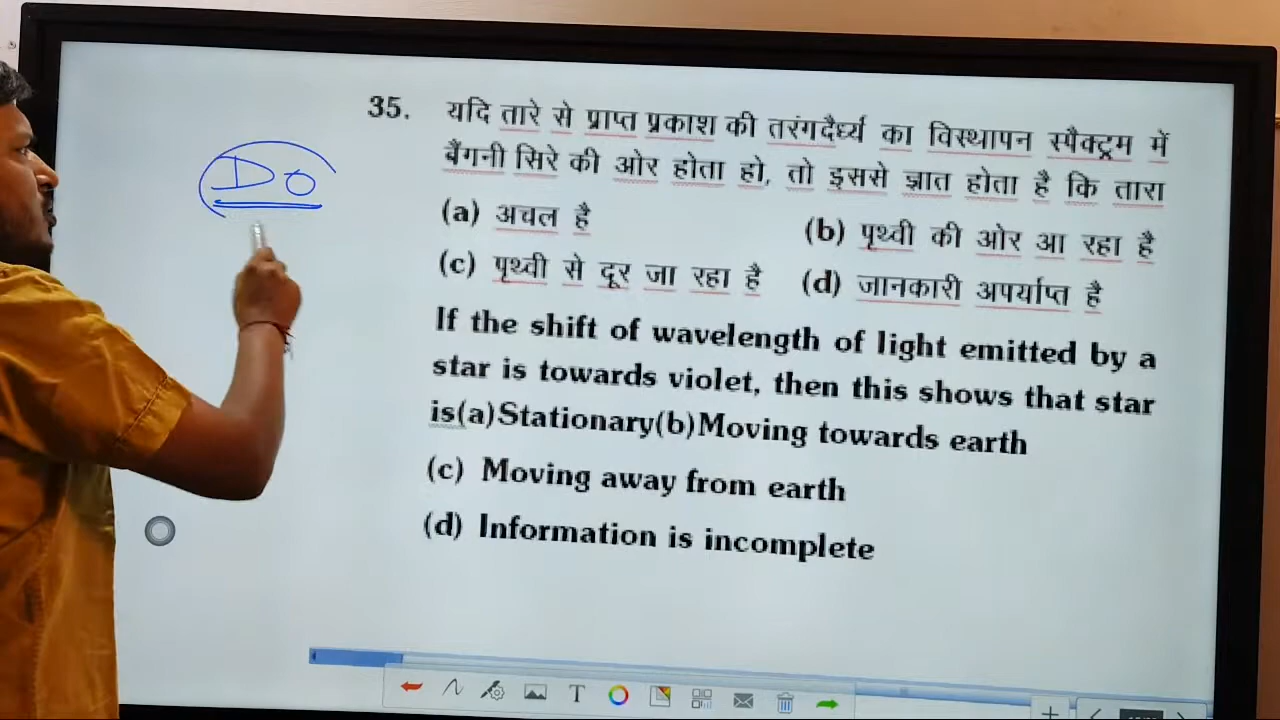 Do
35. यदि तारे से प्राप्त प्रकाश की तरंगदैर्ध्य का विस्थापन स्पैक्ट्रम में
बैंगनी सिरे की ओर होता हो, तो इससे ज्ञात होता है कि तारा
(a) अचल है (b) पृथ्वी की ओर आ रहा है
(c) पृथ्वी से दूर जा रहा है (d) जानकारी अपर्याप्त है
If the shift of wavelength of light emitted by a
star is towards violet, then this shows that star
is(a)Stationary(b)Moving towards earth
(c) Moving away from earth
(d) Information is incomplete
T